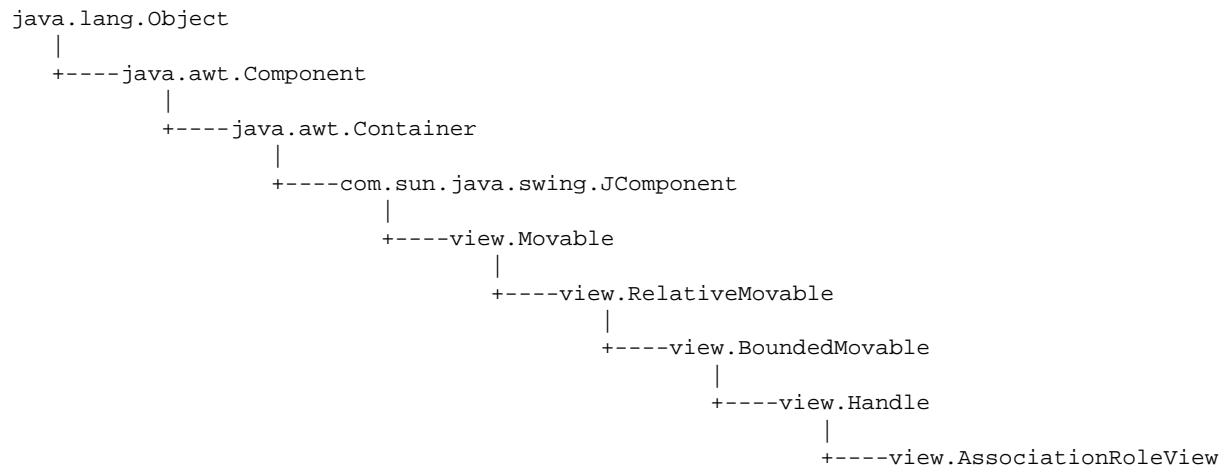 java.lang.Object
|
+----java.awt.Component
|
+----java.awt.Container
|
+----com.sun.java.swing.JComponent
|
+----view.Movable
|
+----view.RelativeMovable
|
+----view.BoundedMovable
|
+----view.Handle
|
+----view.AssociationRoleView